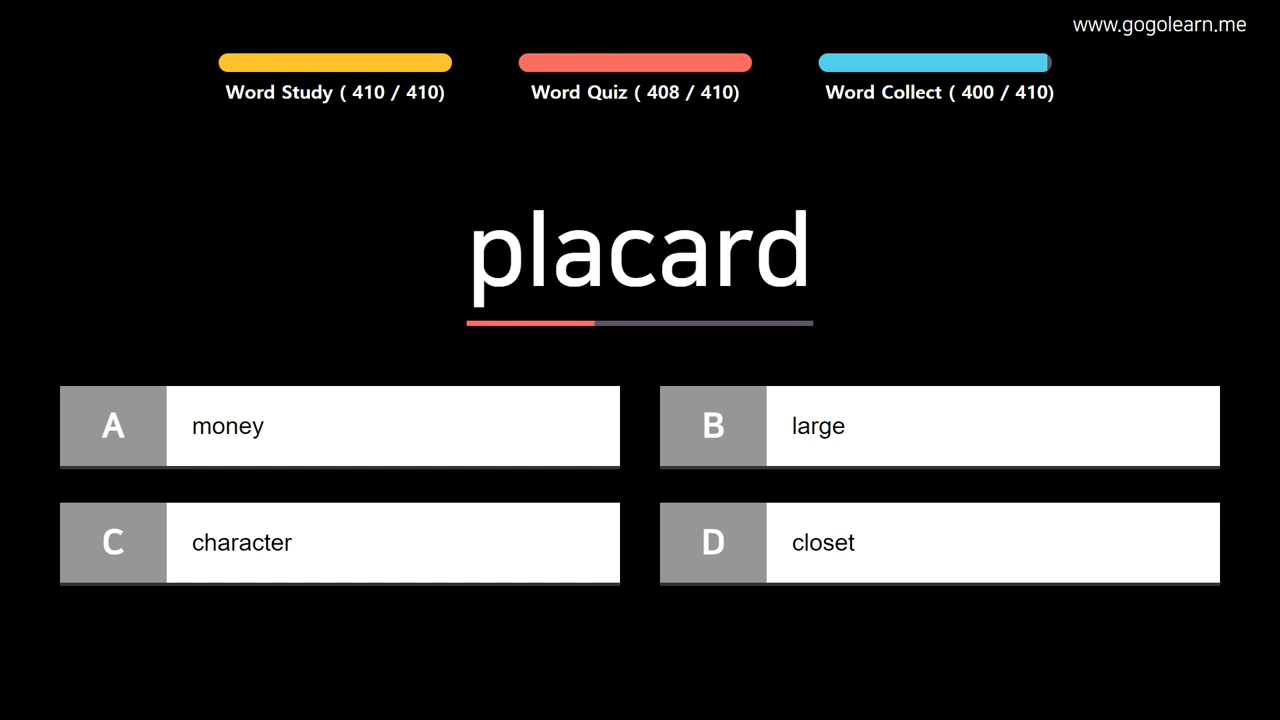 www.gogolearn.me
Word Study ( 410 / 410)
Word Quiz ( 408 / 410)
Word Collect ( 400 / 410)
placard
A money
B large
C character
D closet